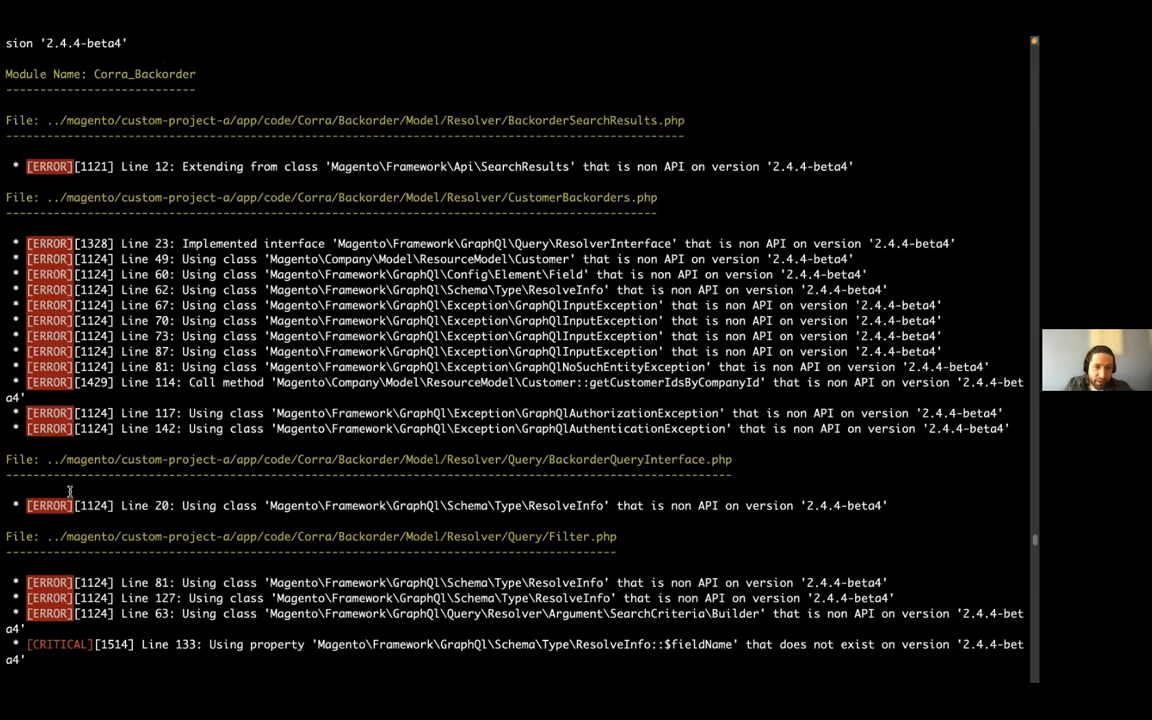 sion '2.4.4-beta4'
Module Name: Corra_Backorder
---------------------------
File: ../magento/custom-project-a/app/code/Corra/Backorder/Model/Resolver/BackorderSearchResults.php
----------------------------------------------------------------------------------------------------
* [ERROR][1121] Line 12: Extending from class 'Magento\Framework\Api\SearchResults' that is non API on version '2.4.4-beta4'
File: ../magento/custom-project-a/app/code/Corra/Backorder/Model/Resolver/CustomerBackorders.php
------------------------------------------------------------------------------------------------
* [ERROR][1328] Line 23: Implemented interface 'Magento\Framework\GraphQl\Query\ResolverInterface' that is non API on version '2.4.4-beta4'
* [ERROR][1124] Line 49: Using class 'Magento\Company\Model\ResourceModel\Customer' that is non API on version '2.4.4-beta4'
* [ERROR][1124] Line 60: Using class 'Magento\Framework\GraphQl\Config\Element\Field' that is non API on version '2.4.4-beta4'
* [ERROR][1124] Line 62: Using class 'Magento\Framework\GraphQl\Schema\Type\ResolveInfo' that is non API on version '2.4.4-beta4'
* [ERROR][1124] Line 67: Using class 'Magento\Framework\GraphQl\Exception\GraphQlInputException' that is non API on version '2.4.4-beta4'
* [ERROR][1124] Line 70: Using class 'Magento\Framework\GraphQl\Exception\GraphQlInputException' that is non API on version '2.4.4-beta4'
* [ERROR][1124] Line 73: Using class 'Magento\Framework\GraphQl\Exception\GraphQlInputException' that is non API on version '2.4.4-beta4'
* [ERROR][1124] Line 87: Using class 'Magento\Framework\GraphQl\Exception\GraphQlInputException' that is non API on version '2.4.4-beta4'
* [ERROR][1124] Line 81: Using class 'Magento\Framework\GraphQl\Exception\GraphQlNoSuchEntityException' that is non API on version '2.4.4-beta4'
* [ERROR][1429] Line 114: Call method 'Magento\Company\Model\ResourceModel\Customer::getCustomerIdsByCompanyId' that is non API on version '2.4.4-bet
a4'
* [ERROR][1124] Line 117: Using class 'Magento\Framework\GraphQl\Exception\GraphQlAuthorizationException' that is non API on version '2.4.4-beta4'
* [ERROR][1124] Line 142: Using class 'Magento\Framework\GraphQl\Exception\GraphQlAuthenticationException' that is non API on version '2.4.4-beta4'
File: ../magento/custom-project-a/app/code/Corra/Backorder/Model/Resolver/Query/BackorderQueryInterface.php
-----------------------------------------------------------------------------------------------------------
* [ERROR][1124] Line 20: Using class 'Magento\Framework\GraphQl\Schema\Type\ResolveInfo' that is non API on version '2.4.4-beta4'
File: ../magento/custom-project-a/app/code/Corra/Backorder/Model/Resolver/Query/Filter.php
------------------------------------------------------------------------------------------
* [ERROR][1124] Line 81: Using class 'Magento\Framework\GraphQl\Schema\Type\ResolveInfo' that is non API on version '2.4.4-beta4'
* [ERROR][1124] Line 127: Using class 'Magento\Framework\GraphQl\Schema\Type\ResolveInfo' that is non API on version '2.4.4-beta4'
* [ERROR][1124] Line 63: Using class 'Magento\Framework\GraphQl\Query\Resolver\Argument\SearchCriteria\Builder' that is non API on version '2.4.4-bet
a4'
* [CRITICAL][1514] Line 133: Using property 'Magento\Framework\GraphQl\Schema\Type\ResolveInfo::$fieldName' that does not exist on version '2.4.4-bet
a4'